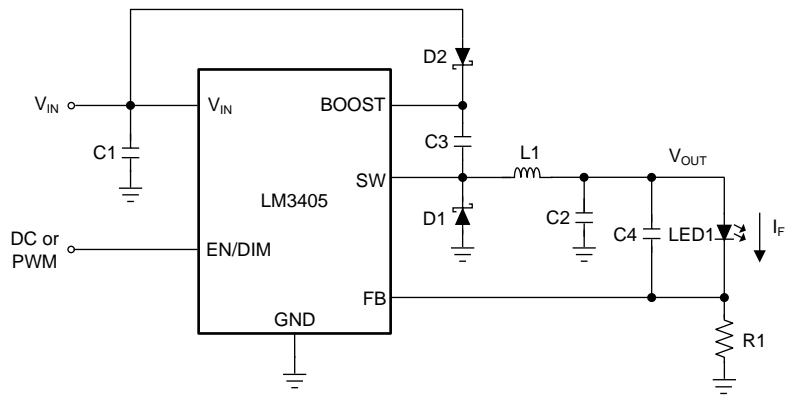 D2
V_IN
V_IN
BOOST
C1
C3
L1
V_OUT
SW
LM3405
D1
C2
C4
LED1
I_F
DC or
PWM
EN/DIM
FB
GND
R1